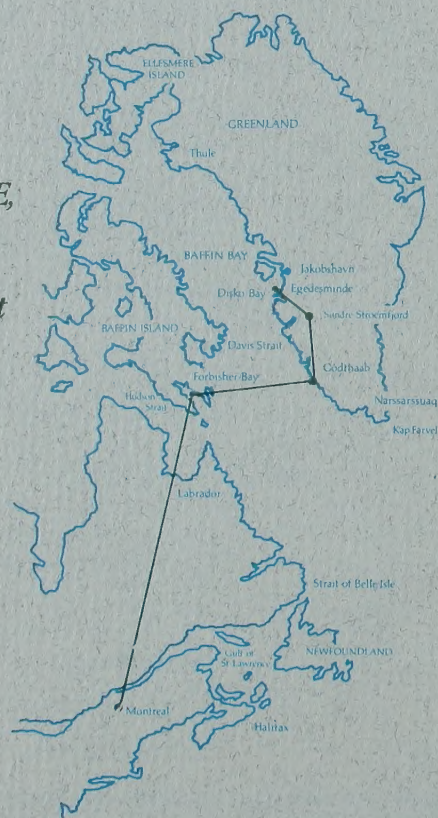 ELLESMERE
ISLAND
GREENLAND
Thule
E,
BAFFIN BAY
Jakobshavn
Egedesminde
Disko Bay
t
Sondre Stroemfjord
BAFFIN ISLAND
Davis Strait
Godthaab
Forbisher Bay
Hudson
Strait
Narssarssuaq
Kap Farvel
Labrador
Strait of Belle Isle
NEWFOUNDLAND
Gulf of
St Lawrence
Montreal
Halifax